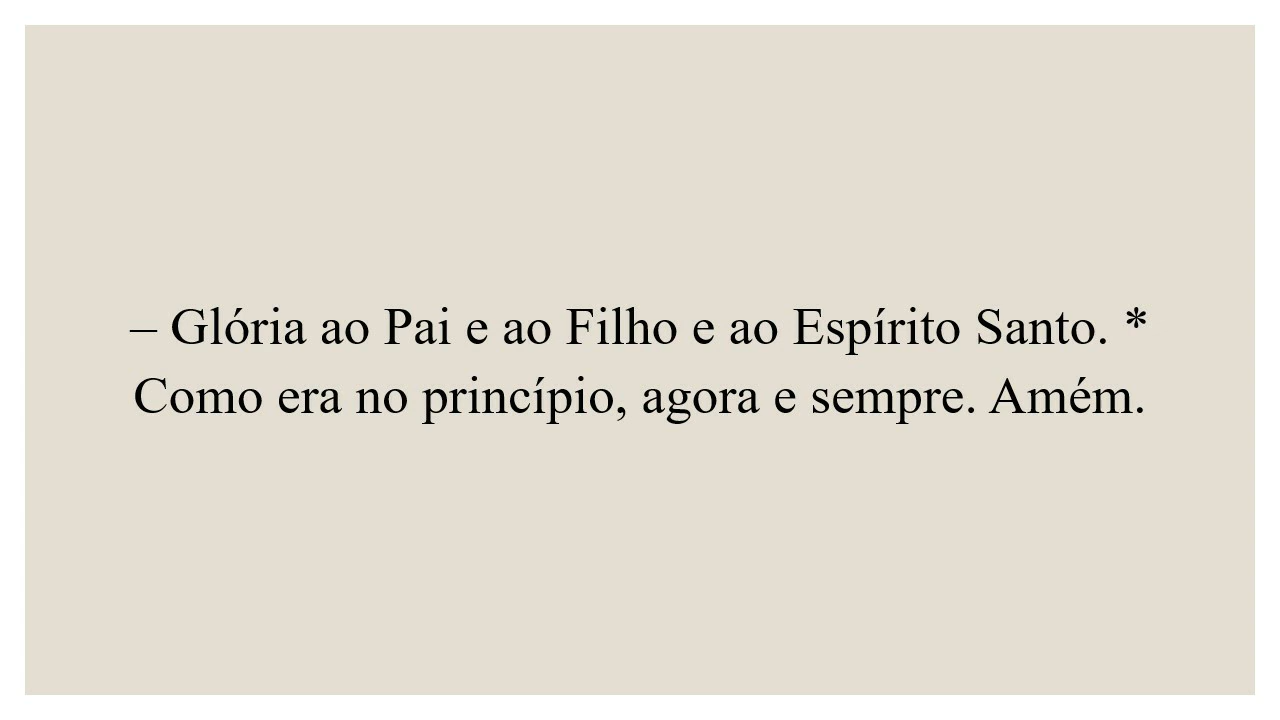 – Glória ao Pai e ao Filho e ao Espírito Santo. *
Como era no princípio, agora e sempre. Amém.